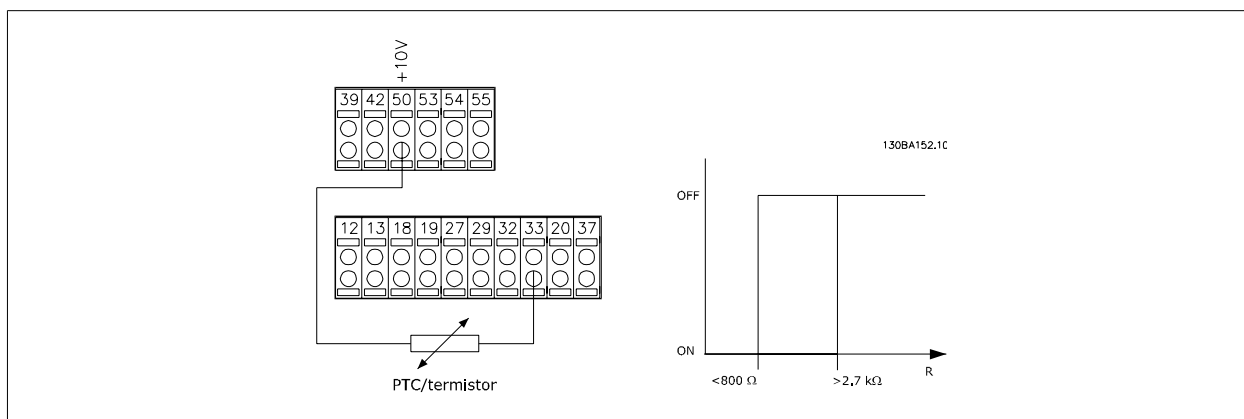 +10V
39 42 50 53 54 55
130BA152.10
OFF
12 13 18 19 27 29 32 33 20 37
ON
R
<800 Ω
>2,7 kΩ
PTC/termistor